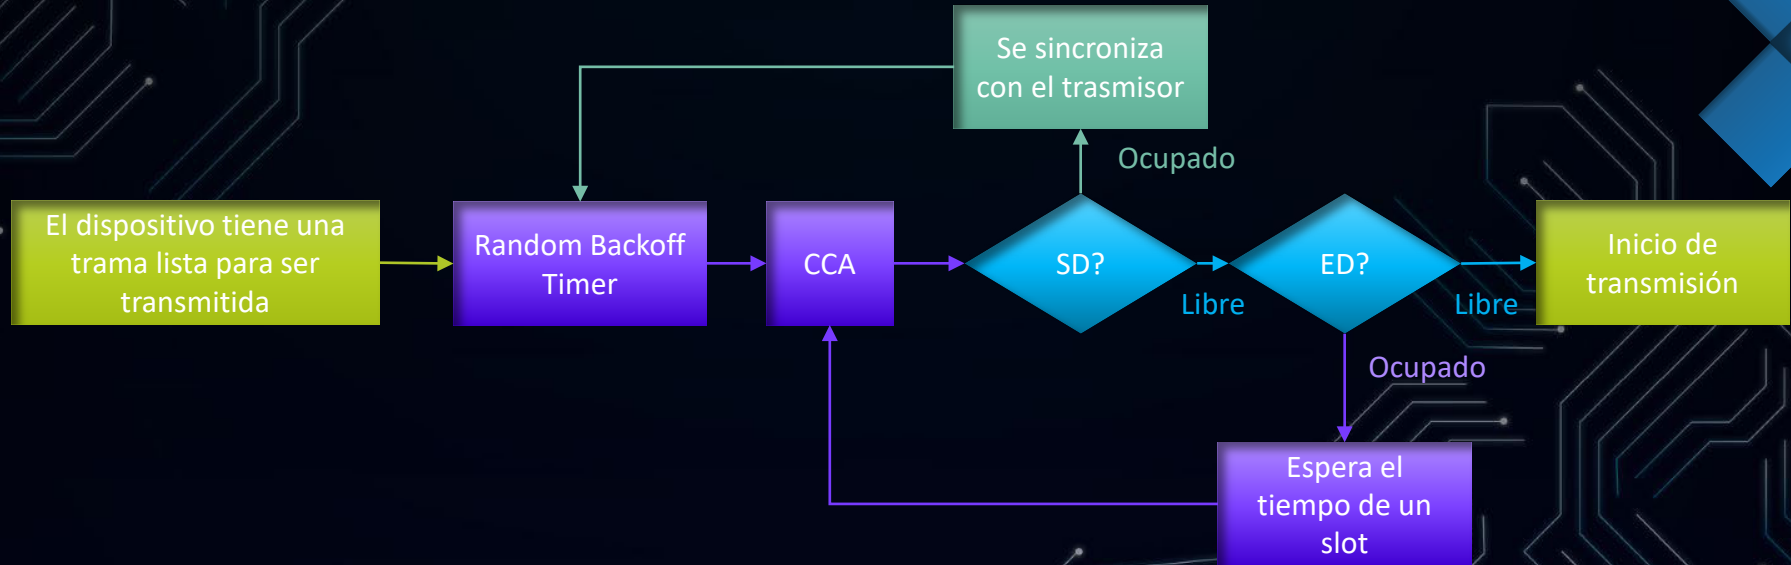 Se sincroniza
con el trasmisor
Ocupado
El dispositivo tiene una
trama lista para ser
transmitida
Random Backoff
Timer
CCA
SD?
Libre
ED?
Libre
Inicio de
transmisión
Ocupado
Espera el
tiempo de un
slot